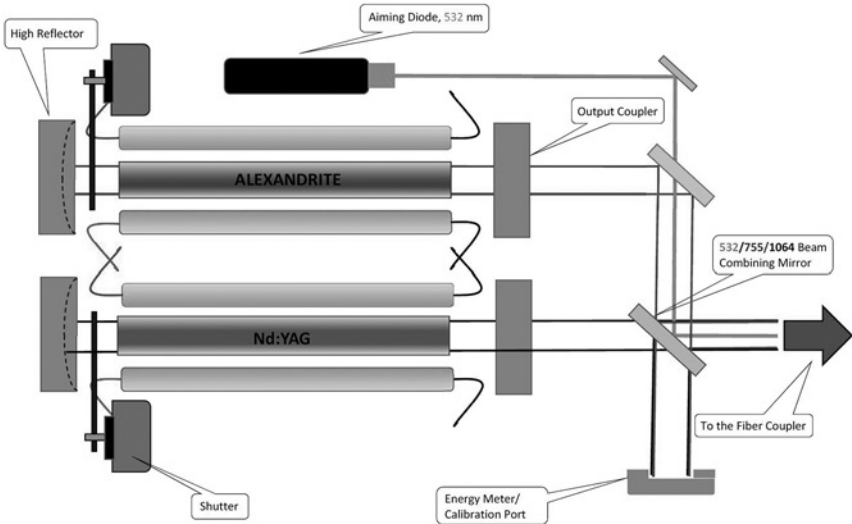 Aiming Diode, 532 nm
High Reflector
Output Coupler
ALEXANDRITE
532/755/1064 Beam
Combining Mirror
Nd:YAG
To the Fiber Coupler
Shutter
Energy Meter/
Calibration Port